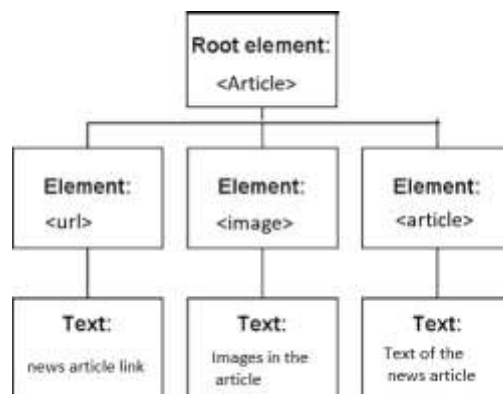 Root element:
<Article>
Element:
<url>
Element:
<image>
Element:
<article>
Text:
news article link
Text:
Images in the
article
Text:
Text of the
news article